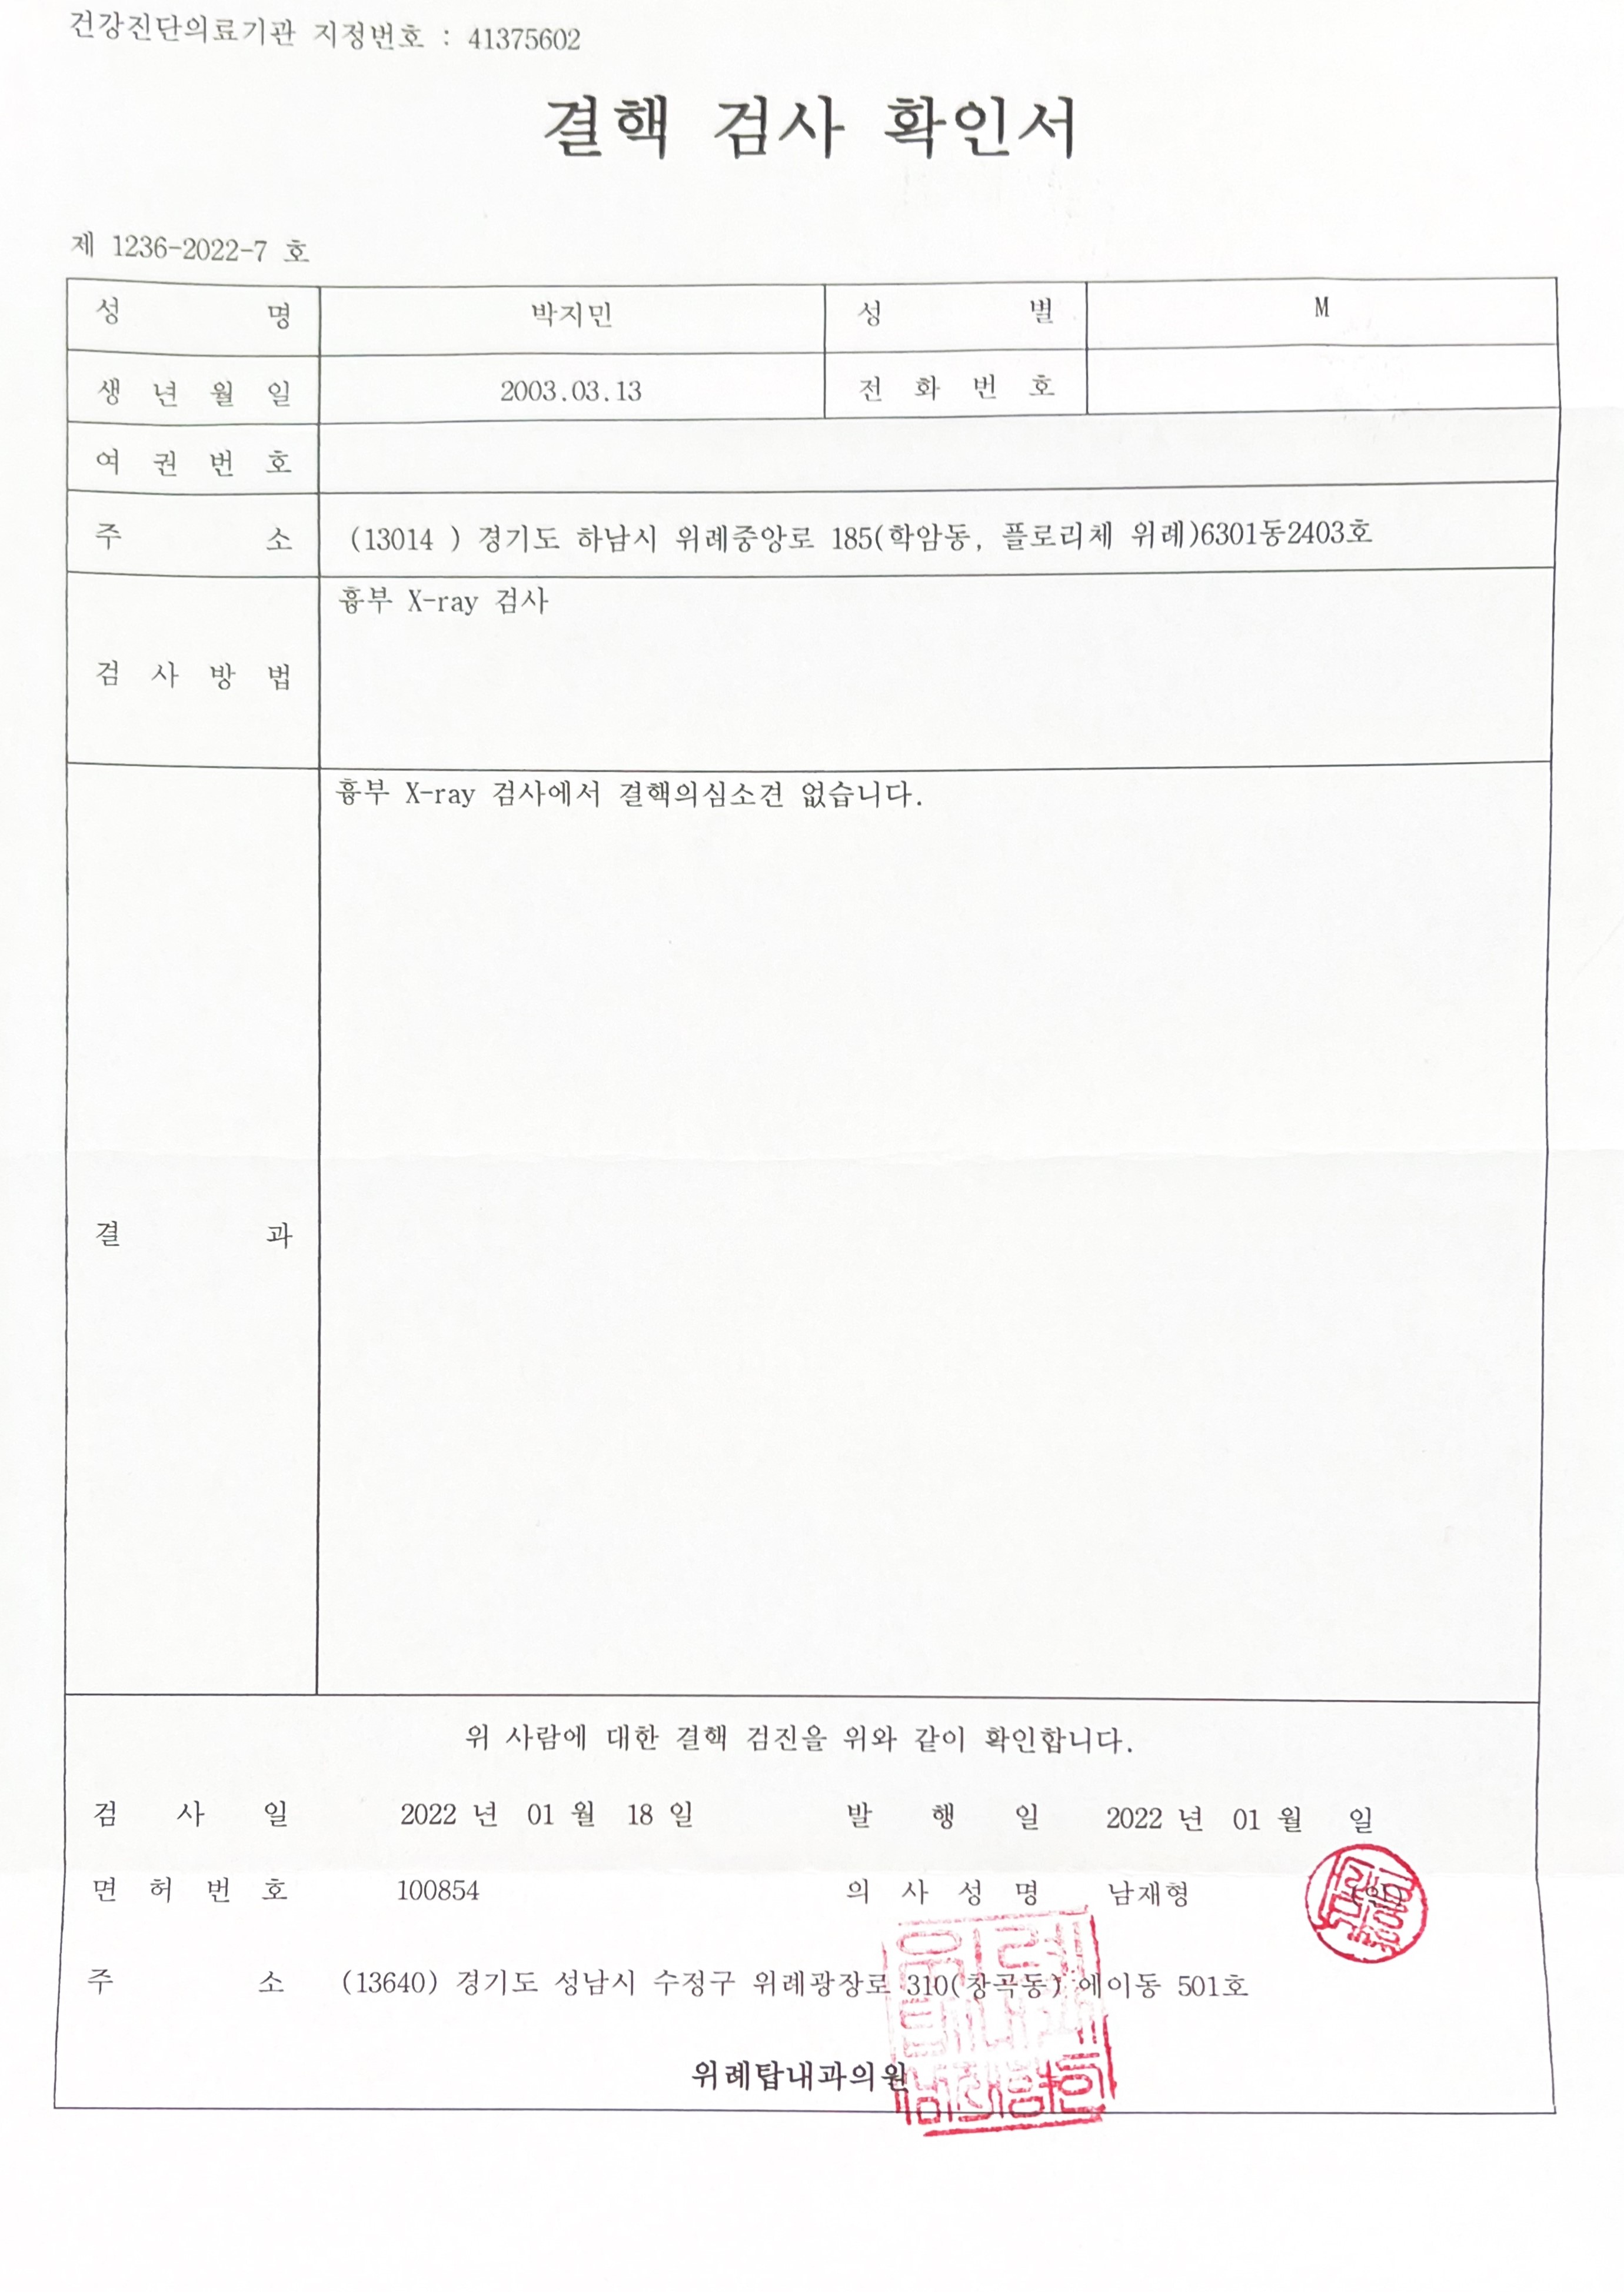 건강진단의료기관 지정번호 : 41375602
결핵 검사 확인서
제 1236-2022-7 호
성 명 박지민 성 별 M
생 년 월 일 2003.03.13 전 화 번 호
여 권 번 호
주 소 (13014 ) 경기도 하남시 위례중앙로 185(학암동, 플로리체 위례)6301동2403호
검 사 방 법 흉부 X-ray 검사
결 과 흉부 X-ray 검사에서 결핵의심소견 없습니다.
위 사람에 대한 결핵 검진을 위와 같이 확인합니다.
검 사 일 2022 년 01 월 18 일 발 행 일 2022 년 01 월 일
면 허 번 호 100854 의 사 성 명 남재형
주 소 (13640) 경기도 성남시 수정구 위례광장로 310(창곡동) 에이동 501호
위례탑내과의원